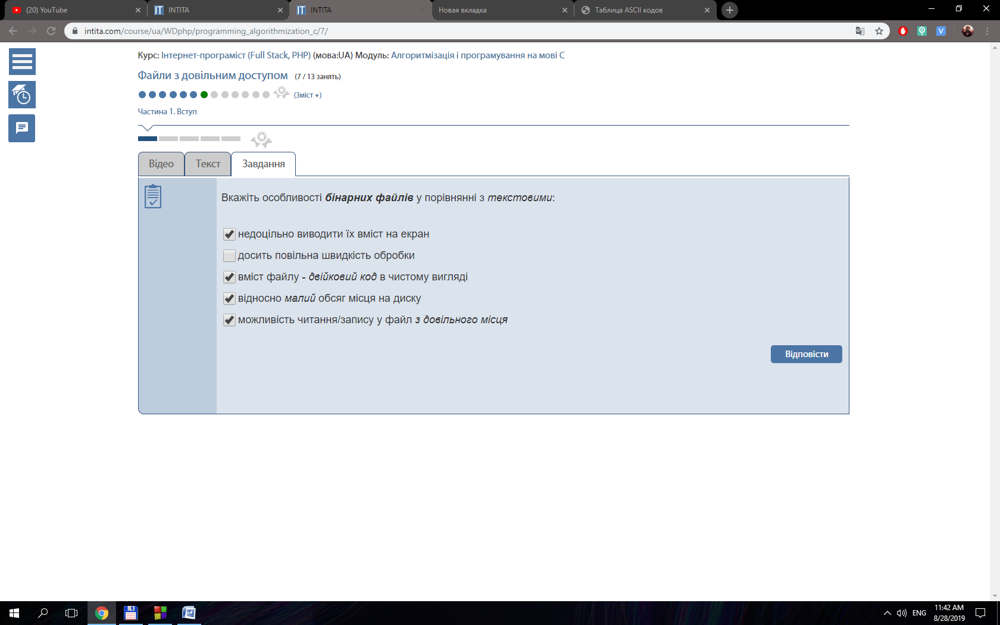 (20) YouTube
INTITA
INTITA
Новая вкладка
Таблица ASCII кодов
intita.com/course/ua/WDphp/programming_algorithmization_c/7/
Курс: Інтернет-програміст (Full Stack, PHP) (мова:UA) Модуль: Алгоритмізація і програмування на мові С
Файли з довільним доступом (7 / 13 занять)
(Зміст ▾)
Частина 1. Вступ
Відео
Текст
Завдання
Вкажіть особливості бінарних файлів у порівнянні з текстовими:
недоцільно виводити їх вміст на екран
досить повільна швидкість обробки
вміст файлу - двійковий код в чистому вигляді
відносно малий обсяг місця на диску
можливість читання/запису у файл з довільного місця
Відповісти
ENG
11:42 AM
8/28/2019